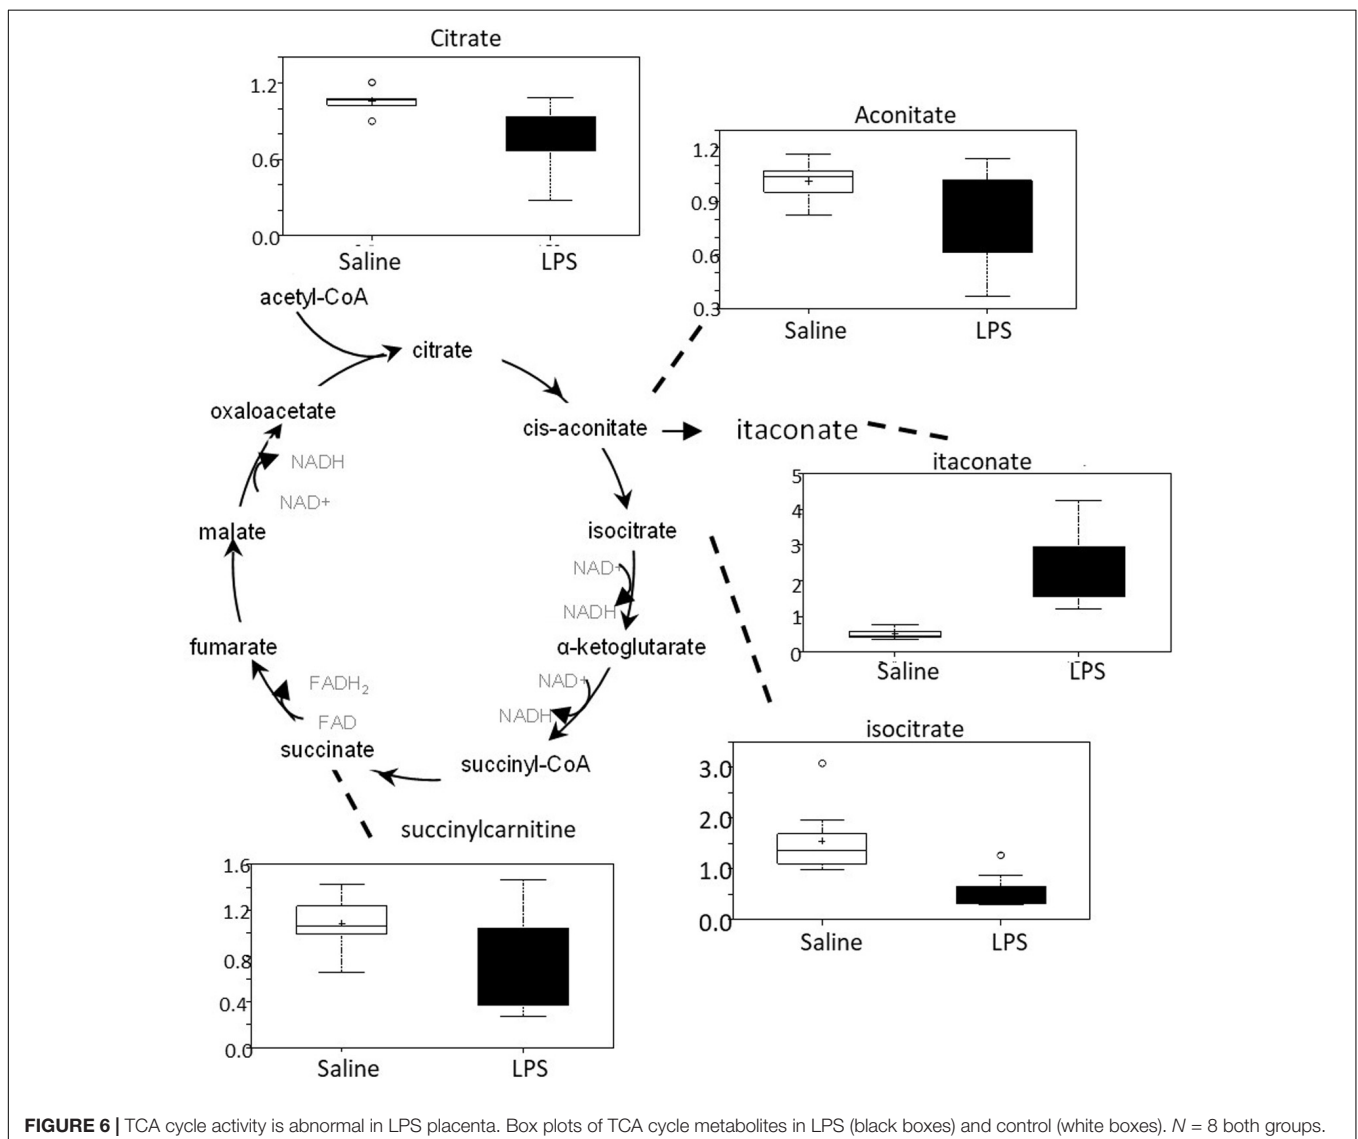 Citrate
1.2
0.6
0.0
Saline LPS
Aconitate
1.2
0.9
0.6
0.3
Saline LPS
acetyl-CoA
citrate
oxaloacetate
cis-aconitate
itaconate
NADH
NAD+
malate
isocitrate
NAD+
NADH
fumarate
α-ketoglutarate
FADH₂
FAD
NAD+
NADH
succinate
succinyl-CoA
itaconate
5
4
3
2
1
0
Saline LPS
isocitrate
3.0
2.0
1.0
0.0
Saline LPS
succinylcarnitine
1.6
1.2
0.8
0.4
0.0
Saline LPS
FIGURE 6 | TCA cycle activity is abnormal in LPS placenta. Box plots of TCA cycle metabolites in LPS (black boxes) and control (white boxes). N = 8 both groups.